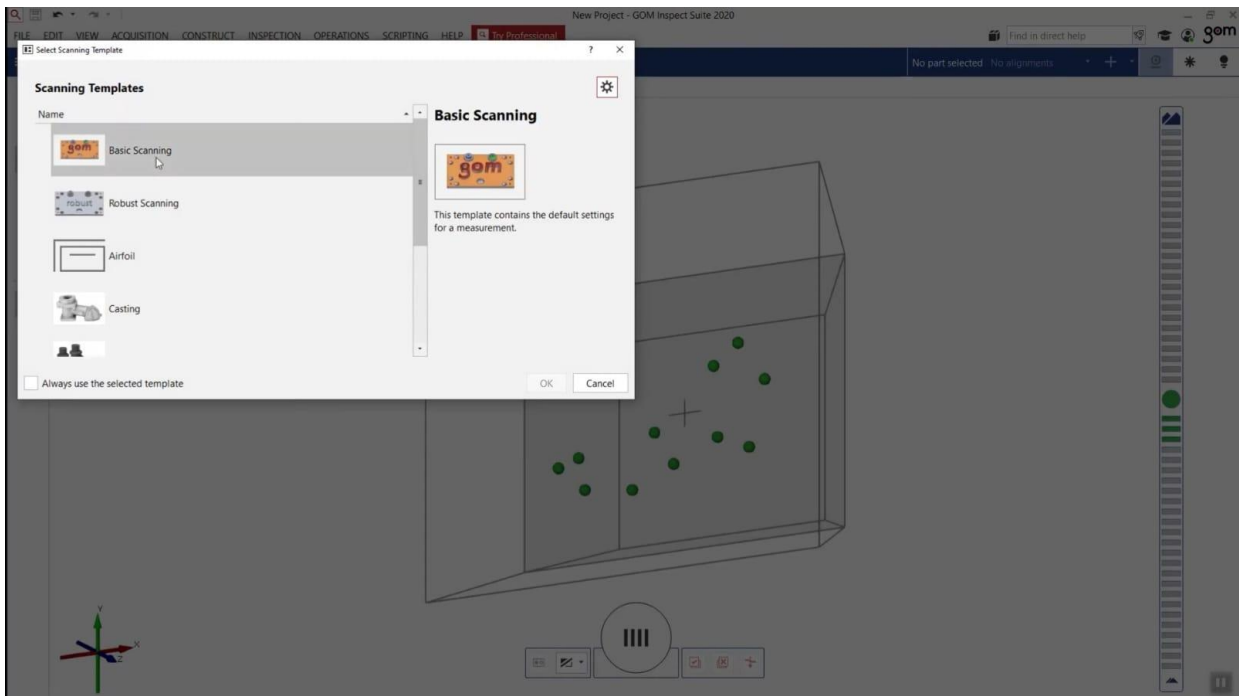 New Project - GOM Inspect Suite 2020
FILE EDIT VIEW ACQUISITION CONSTRUCT INSPECTION OPERATIONS SCRIPTING HELP Try Professional
Find in direct help
gom
Select Scanning Template
No part selected No alignments
Scanning Templates
Name
gom
Basic Scanning
robust
Robust Scanning
Airfoil
Casting
Basic Scanning
gom
This template contains the default settings
for a measurement.
Always use the selected template
OK Cancel
Y
X
Z